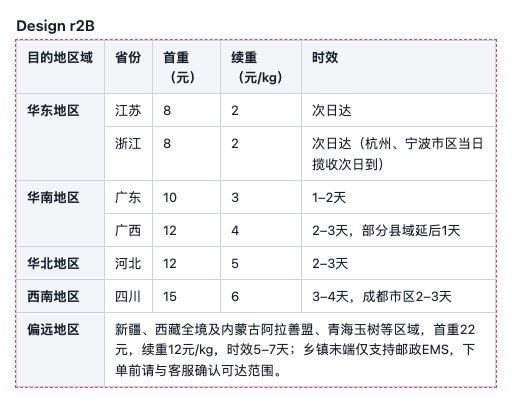 Design r2B
目的地区域 省份 首重 续重 时效
（元） （元/kg）
华东地区 江苏 8 2 次日达
浙江 8 2 次日达（杭州、宁波市区当日
揽收次日到）
华南地区 广东 10 3 1–2天
广西 12 4 2–3天，部分县域延后1天
华北地区 河北 12 5 2–3天
西南地区 四川 15 6 3–4天，成都市区2–3天
偏远地区 新疆、西藏全境及内蒙古阿拉善盟、青海玉树等区域，首重22
元，续重12元/kg，时效5–7天；乡镇末端仅支持邮政EMS，下
单前请与客服确认可达范围。